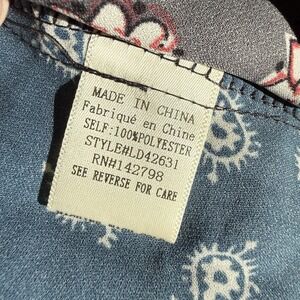 MADE IN CHINA
Fabriqué en Chine
SELF:100%POLYESTER
STYLE#LD42631
RN#142798
SEE REVERSE FOR CARE